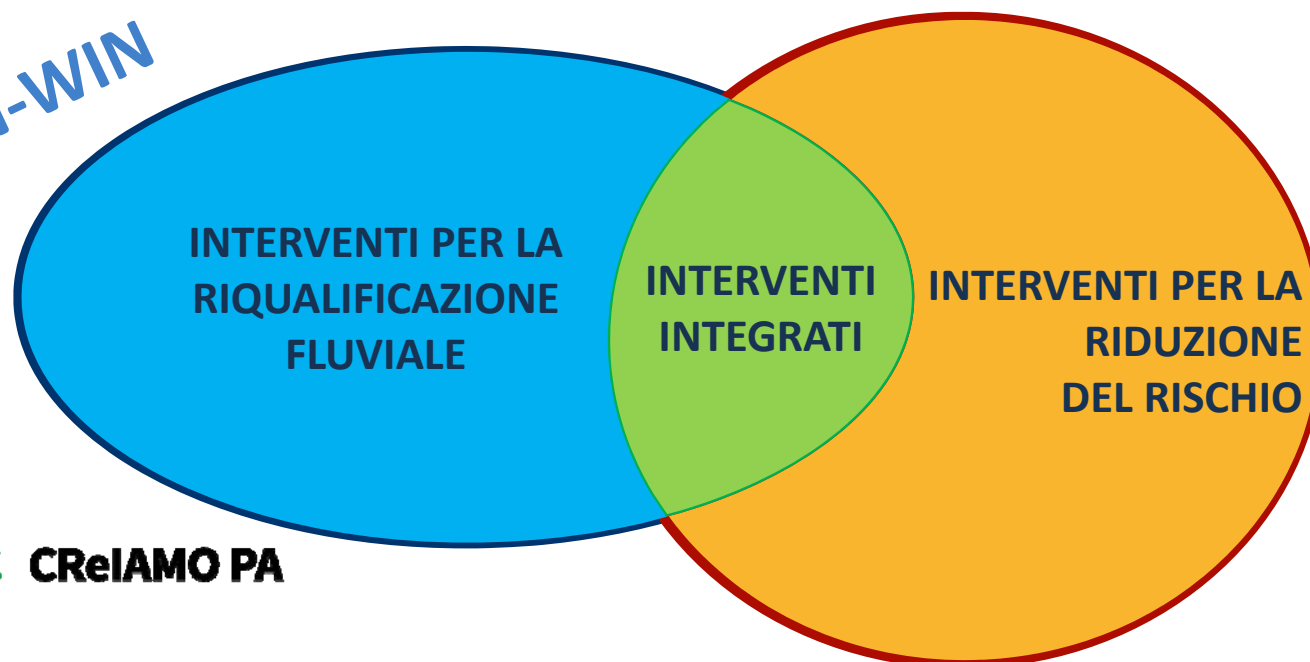 -WIN
INTERVENTI PER LA
RIQUALIFICAZIONE
FLUVIALE
INTERVENTI
INTEGRATI
INTERVENTI PER LA
RIDUZIONE
DEL RISCHIO
CReIAMO PA